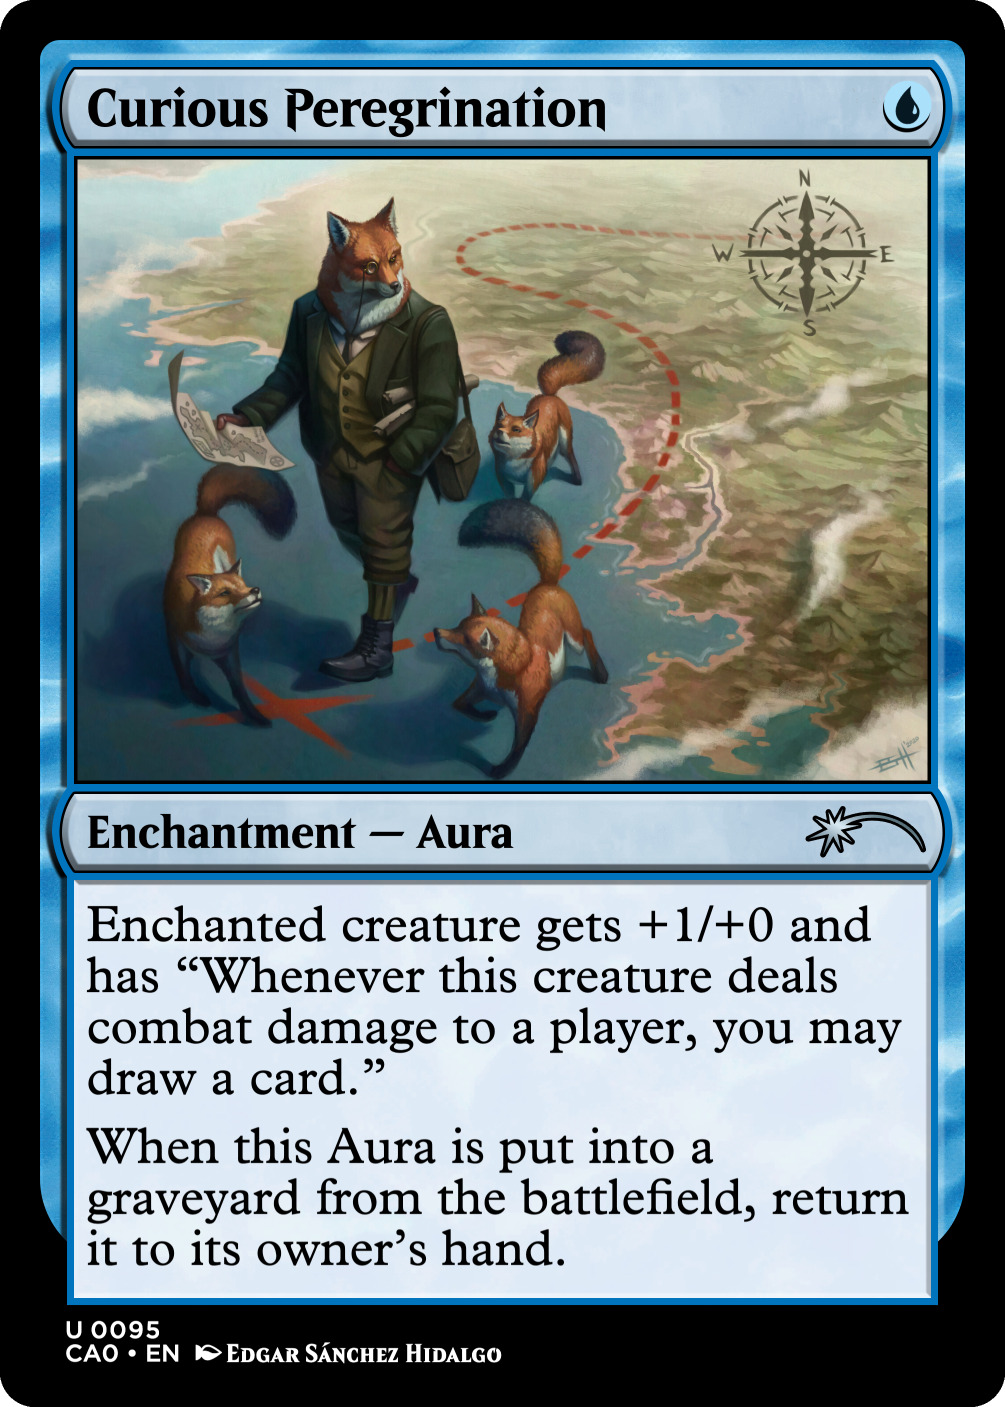 Curious Peregrination
N
W E
S
Enchantment — Aura
Enchanted creature gets +1/+0 and
has “Whenever this creature deals
combat damage to a player, you may
draw a card.”
When this Aura is put into a
graveyard from the battlefield, return
it to its owner’s hand.
U 0095
CAO • EN EDGAR SÁNCHEZ HIDALGO